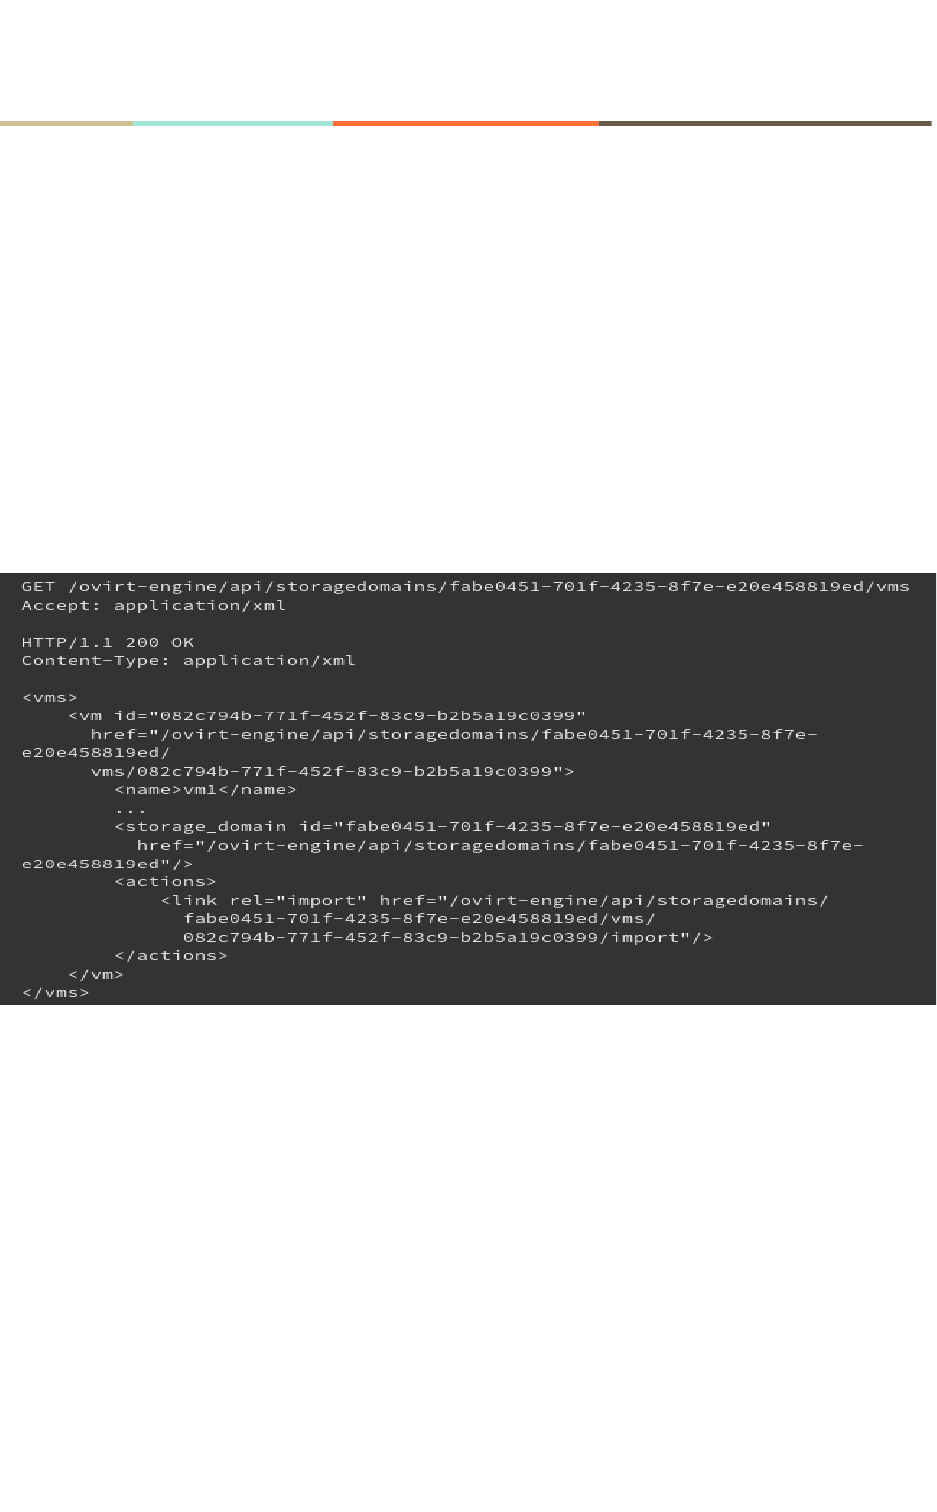 GET /ovirt-engine/api/storagedomains/fabe0451-701f-4235-8f7e-e20e458819ed/vms
Accept: application/xml
HTTP/1.1 200 OK
Content-Type: application/xml
<vms>
<vm id="082c794b-771f-452f-83c9-b2b5a19c0399"
href="/ovirt-engine/api/storagedomains/fabe0451-701f-4235-8f7e-
e20e458819ed/
vms/082c794b-771f-452f-83c9-b2b5a19c0399">
<name>vm1</name>
...
<storage_domain id="fabe0451-701f-4235-8f7e-e20e458819ed"
href="/ovirt-engine/api/storagedomains/fabe0451-701f-4235-8f7e-
e20e458819ed"/>
<actions>
<link rel="import" href="/ovirt-engine/api/storagedomains/
fabe0451-701f-4235-8f7e-e20e458819ed/vms/
082c794b-771f-452f-83c9-b2b5a19c0399/import"/>
</actions>
</vm>
</vms>